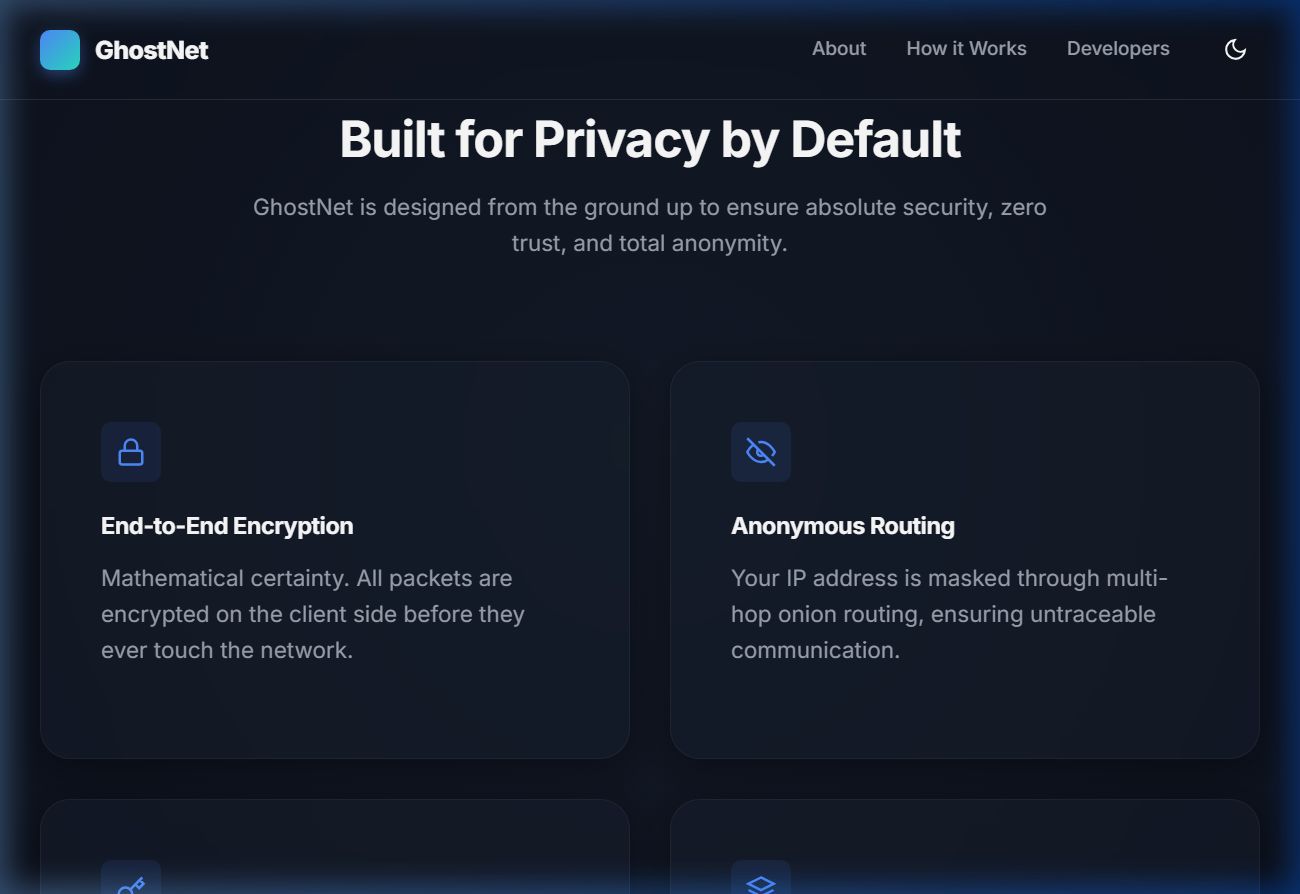 GhostNet
About
How it Works
Developers
Built for Privacy by Default
GhostNet is designed from the ground up to ensure absolute security, zero
trust, and total anonymity.
End-to-End Encryption
Mathematical certainty. All packets are
encrypted on the client side before they
ever touch the network.
Anonymous Routing
Your IP address is masked through multi-
hop onion routing, ensuring untraceable
communication.